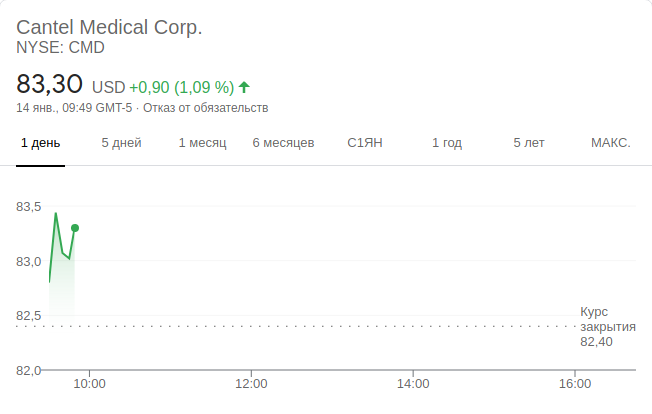 Cantel Medical Corp.
NYSE: CMD
83,30 USD +0,90 (1,09 %)
14 янв., 09:49 GMT-5 · Отказ от обязательств
1 день 5 дней 1 месяц 6 месяцев С1ЯН 1 год 5 лет МАКС.
83,5
83,0
82,5
Курс
закрытия
82,40
82,0
10:00 12:00 14:00 16:00